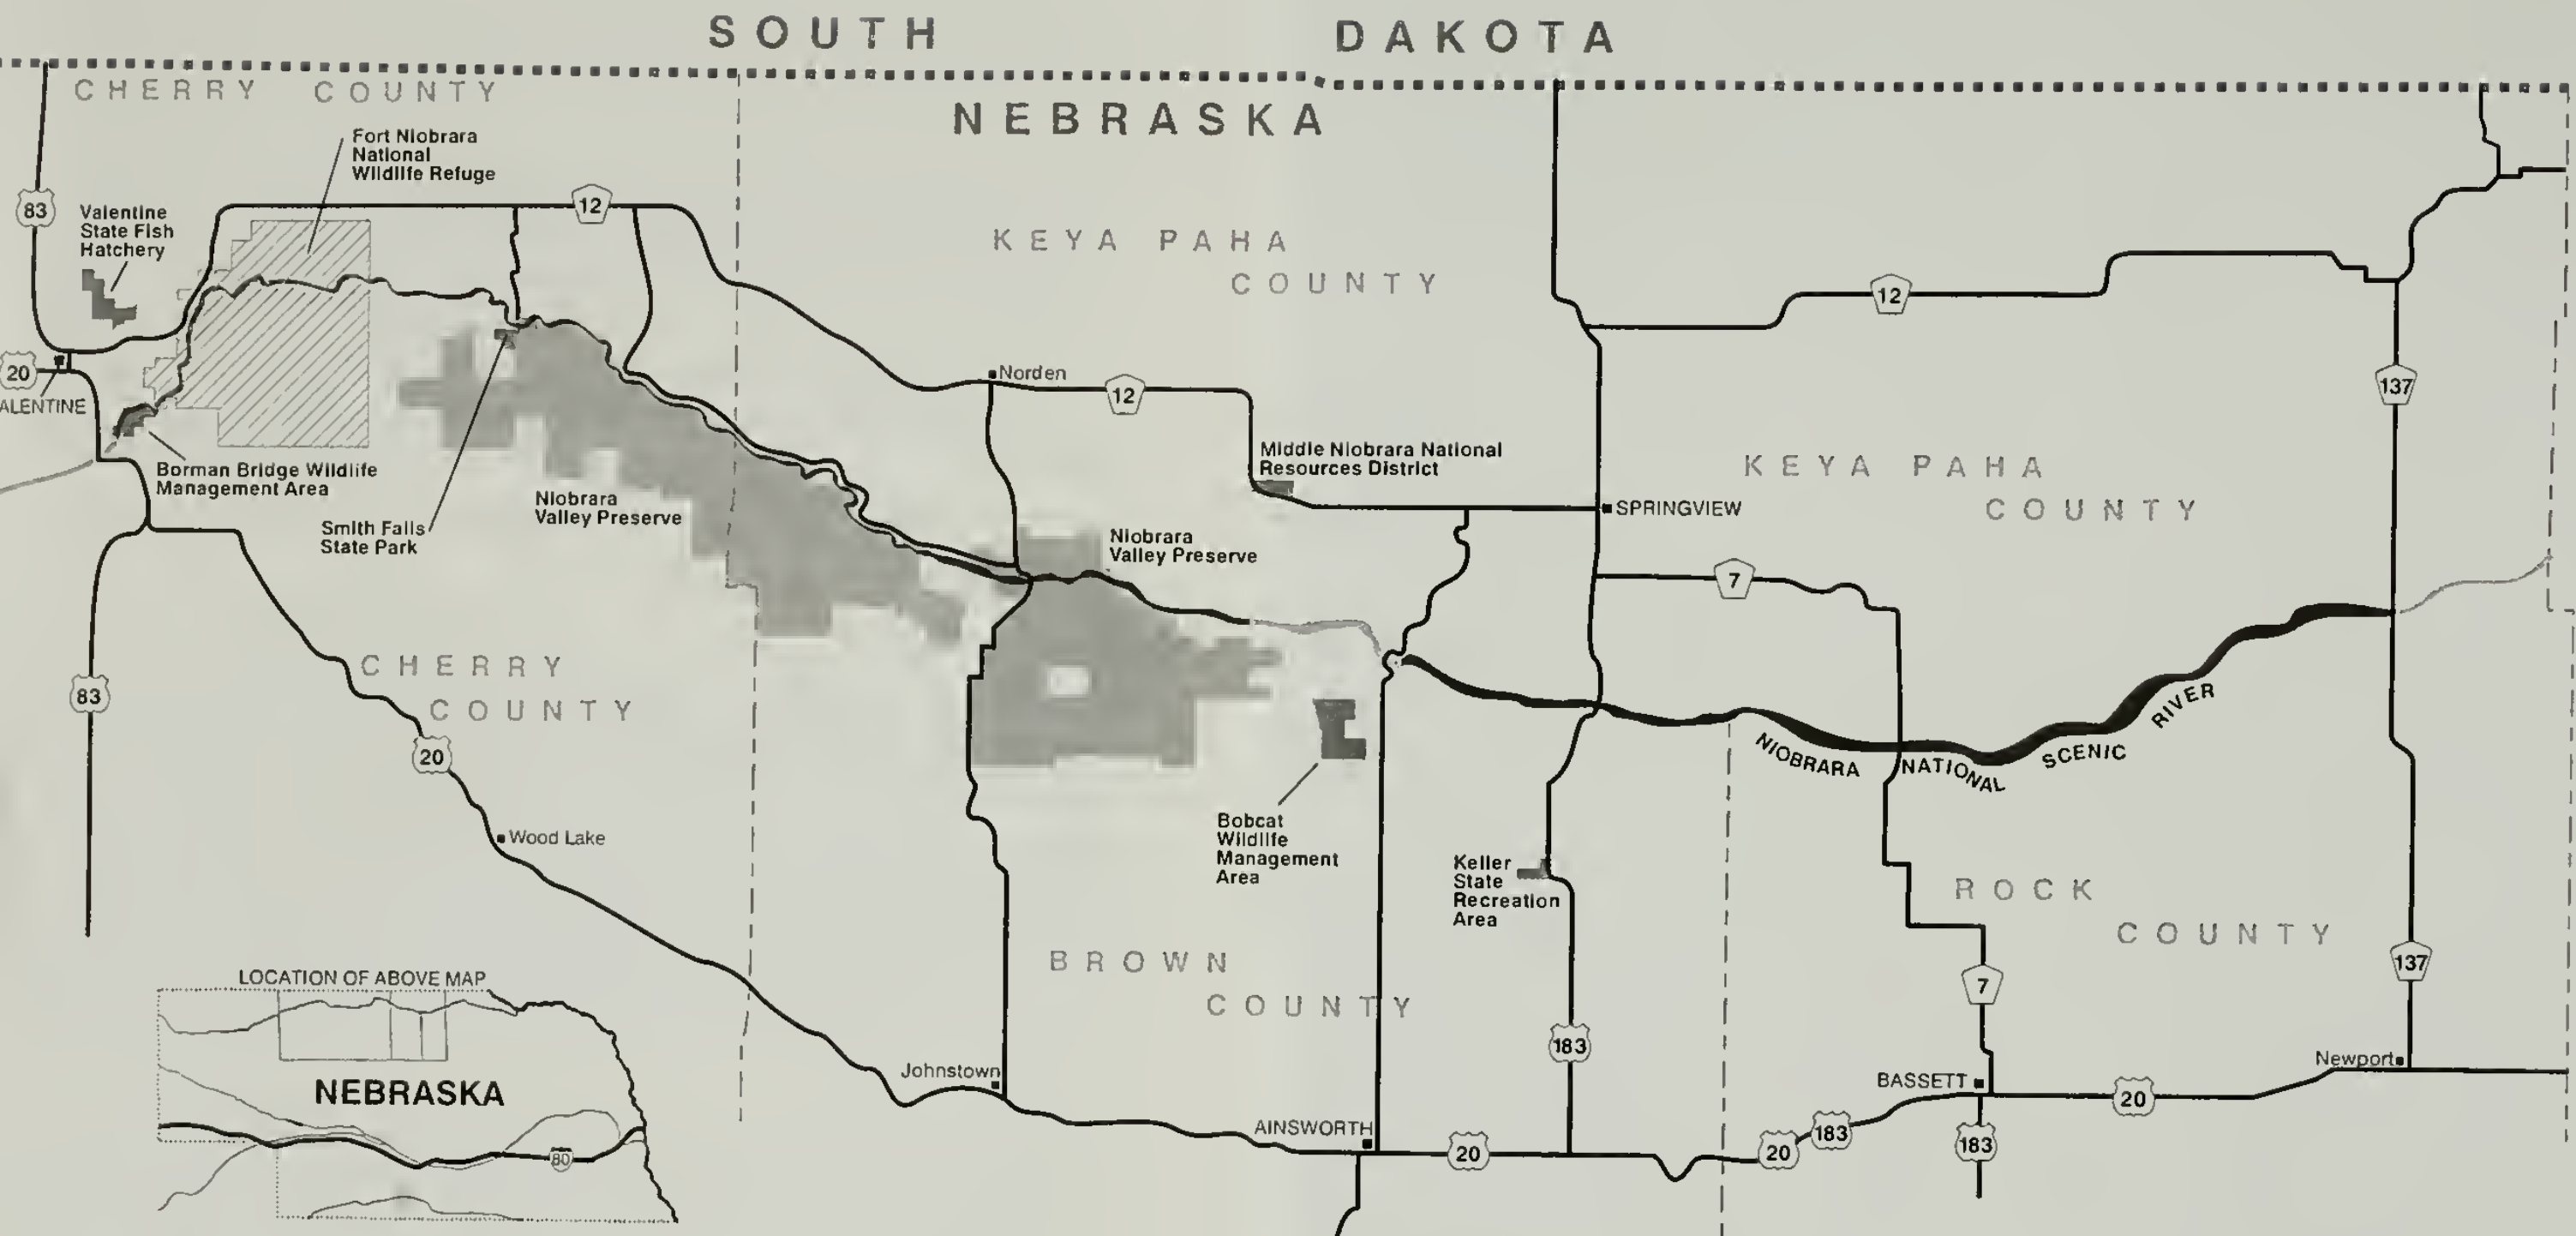 SOUTH DAKOTA
CHERRY COUNTY
NEBRASKA
Fort Niobrara
National
Wildlife Refuge
83
Valentine
State Fish
Hatchery
12
KEYA PAHA
COUNTY
12
20
ALENTINE
Norden
12
137
Middle Niobrara National
Resources District
KEYA PAHA
COUNTY
Borman Bridge Wildlife
Management Area
Niobrara
Valley Preserve
SPRINGVIEW
Smith Falls
State Park
Niobrara
Valley Preserve
7
CHERRY
COUNTY
83
20
NIOBRARA NATIONAL SCENIC RIVER
Wood Lake
Bobcat
Wildlife
Management
Area
Keller
State
Recreation
Area
ROCK
COUNTY
BROWN
COUNTY
137
7
LOCATION OF ABOVE MAP
NEBRASKA
80
183
Johnstown
BASSETT
Newport
20
AINSWORTH
20
20
183
183